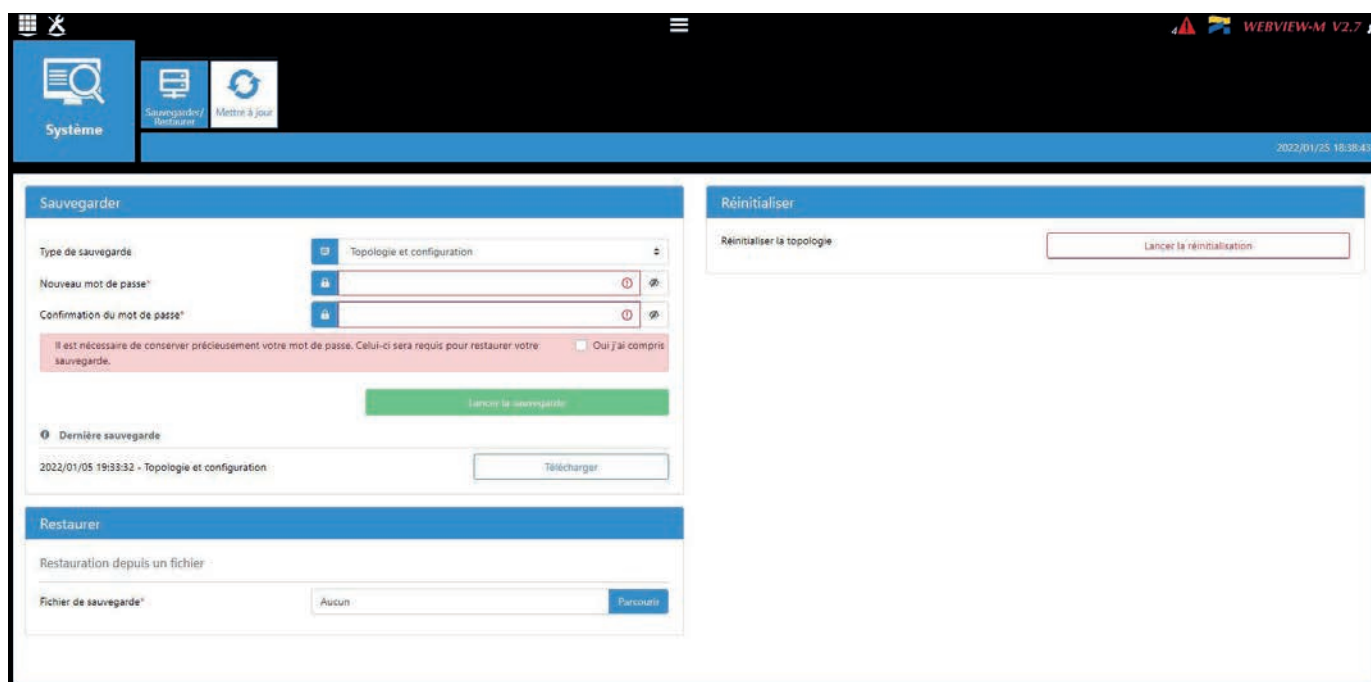 4
WEBVIEW-M V2.7
Système
Sauvegarder/
Restaurer
Mettre à jour
2022/01/25 18:38:43
Sauvegarder
Type de sauvegarde
Topologie et configuration
Nouveau mot de passe*
Confirmation du mot de passe*
Il est nécessaire de conserver précieusement votre mot de passe. Celui-ci sera requis pour restaurer votre
sauvegarde.
Oui j'ai compris
Lancer la sauvegarde
Dernière sauvegarde
2022/01/05 19:33:32 - Topologie et configuration
Télécharger
Restaurer
Restauration depuis un fichier
Fichier de sauvegarde*
Aucun
Parcourir
Réinitialiser
Réinitialiser la topologie
Lancer la réinitialisation